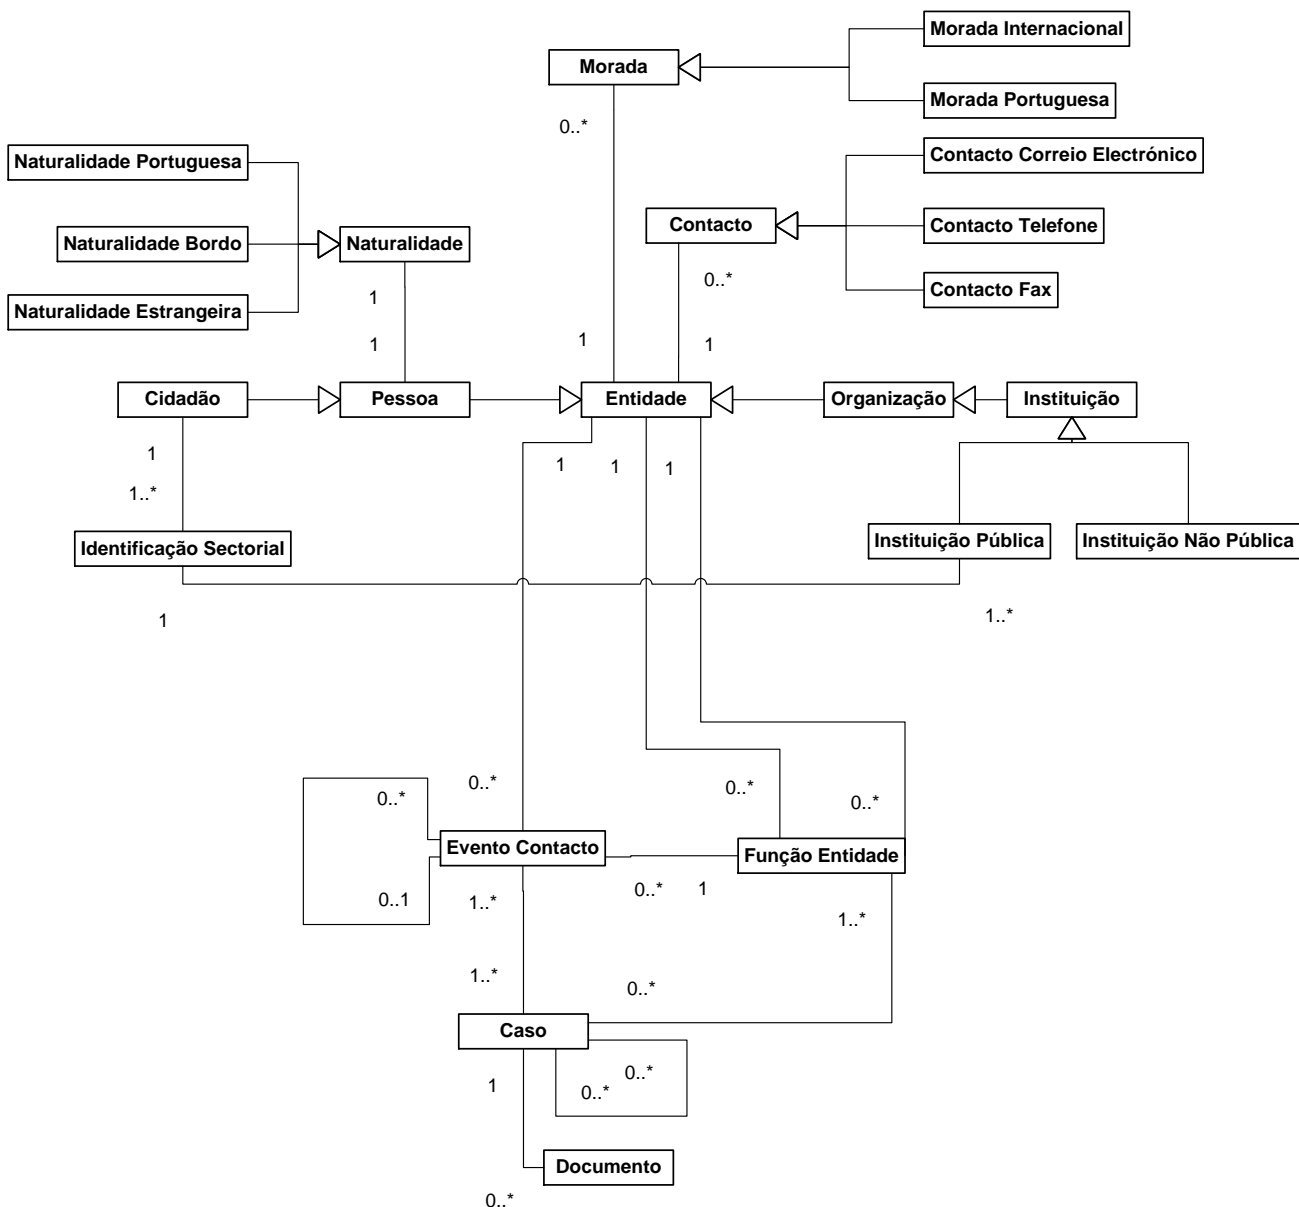 Morada Internacional
Morada
Morada Portuguesa
0..*
Contacto Correio Electrónico
Naturalidade Portuguesa
Contacto
Contacto Telefone
Naturalidade Bordo
Naturalidade
0..*
Contacto Fax
1
Naturalidade Estrangeira
1
1
1
Cidadão
Pessoa
Entidade
Organização
Instituição
1
1
1
1
1..*
Identificação Sectorial
Instituição Pública
Instituição Não Pública
1
1..*
0..*
0..*
0..*
0..*
Evento Contacto
Função Entidade
0..*
1
0..1
1..*
1..*
1..*
0..*
Caso
0..*
1
0..*
Documento
0..*